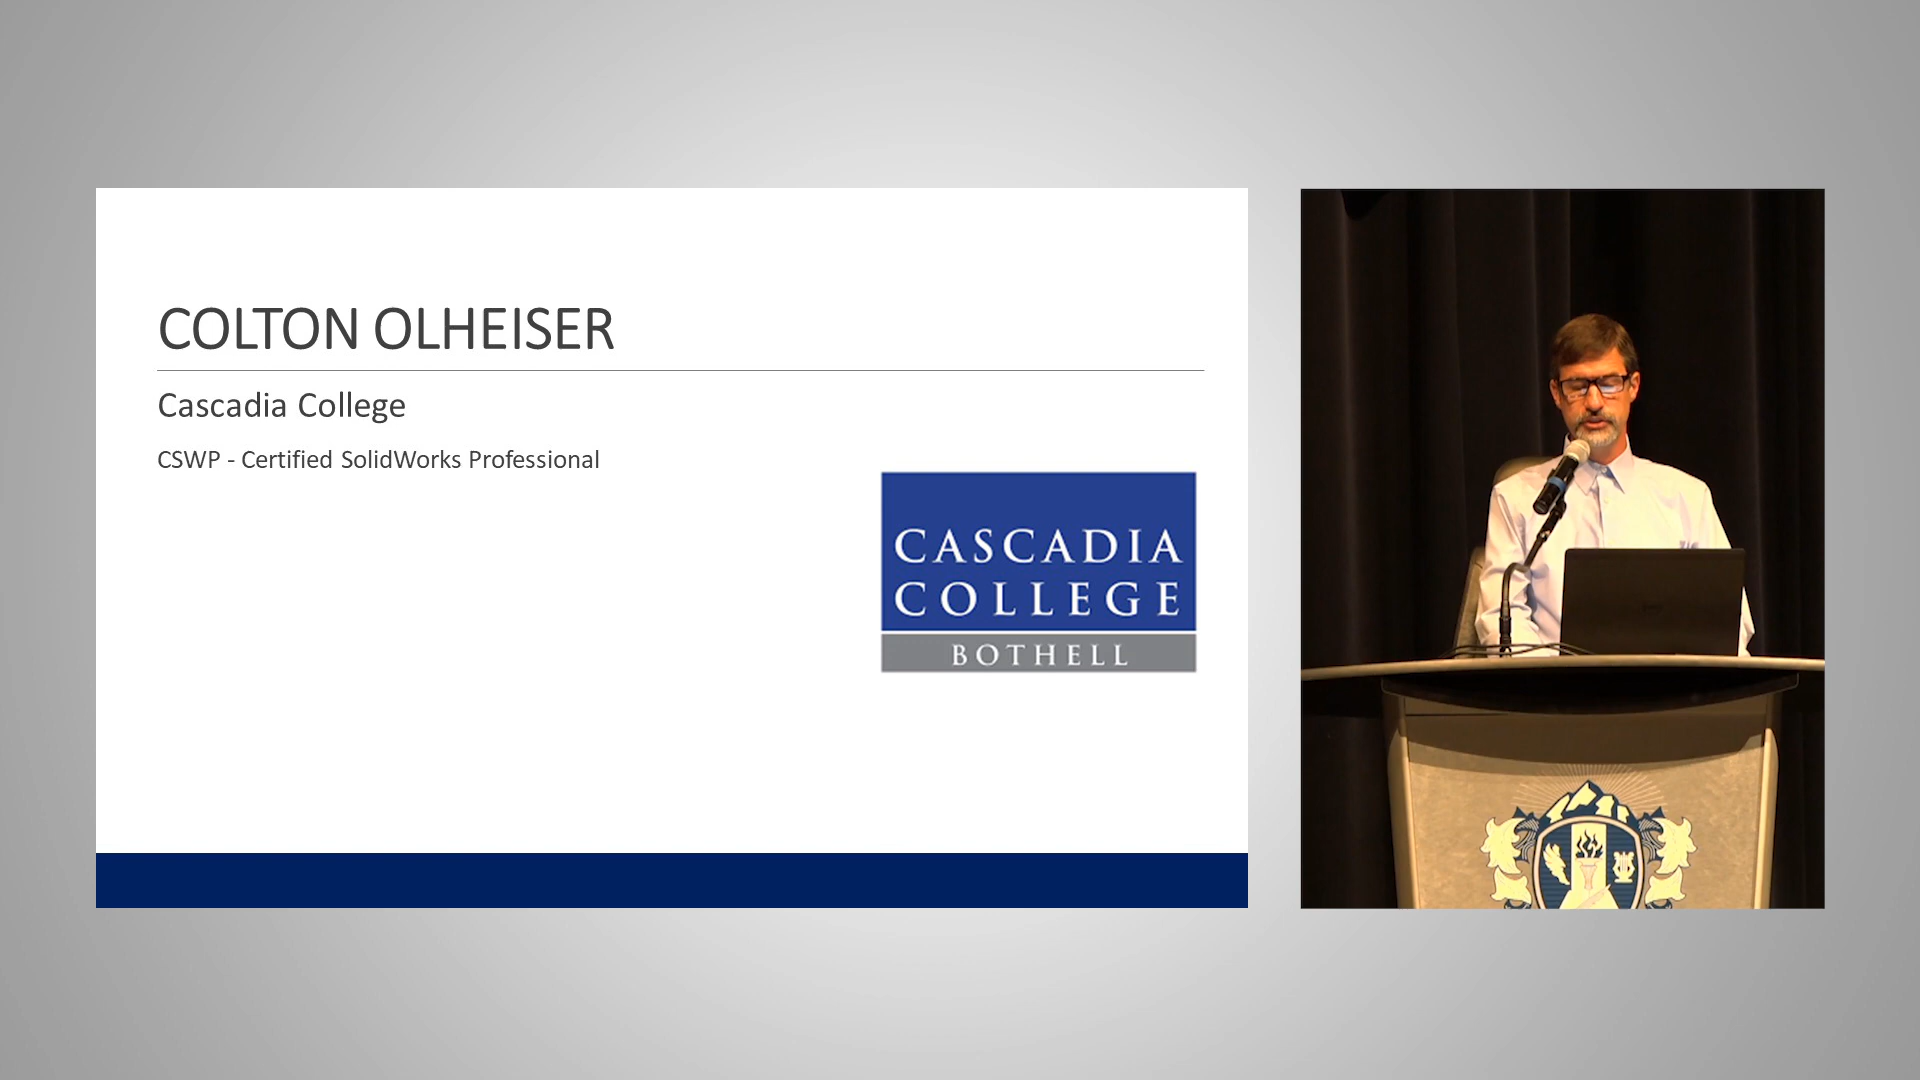 COLTON OLHEISER
Cascadia College
CSWP - Certified SolidWorks Professional
CASCADIA
COLLEGE
BOTHELL